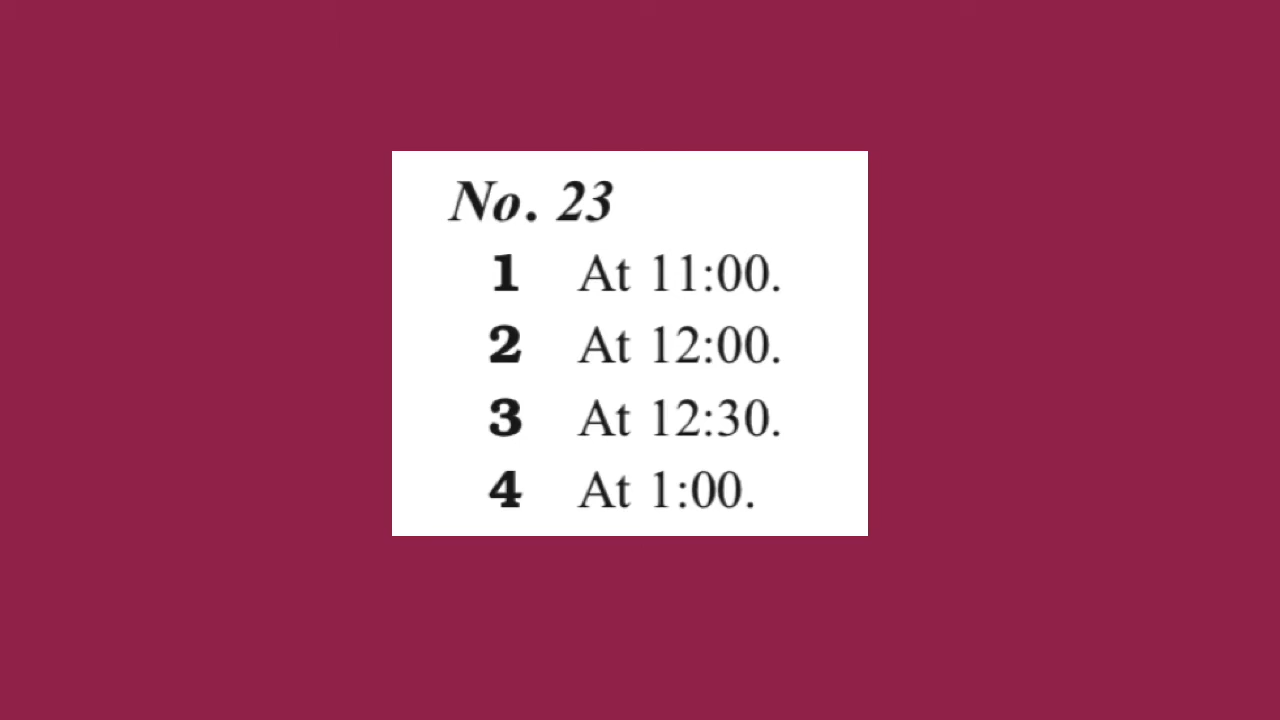 No. 23
1 At 11:00.
2 At 12:00.
3 At 12:30.
4 At 1:00.